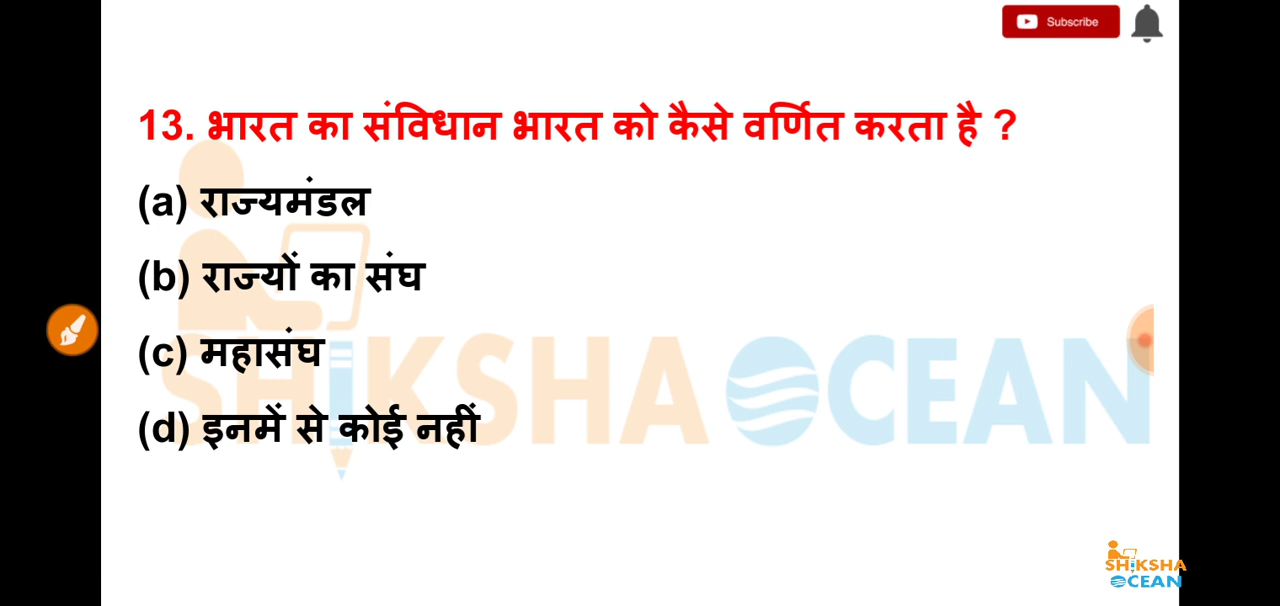 Subscribe
13. भारत का संविधान भारत को कैसे वर्णित करता है ?
(a) राज्यमंडल
(b) राज्यों का संघ
(c) महासंघ
(d) इनमें से कोई नहीं
SHIKSHA OCEAN
SHIKSHA
OCEAN